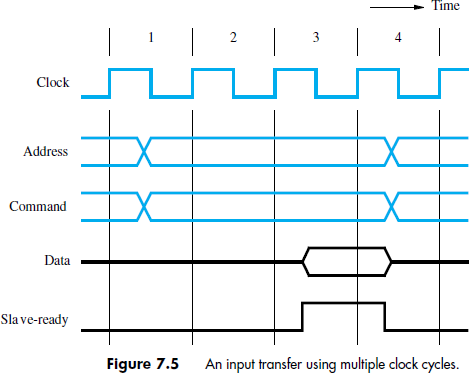 Time
1 2 3 4
Clock
Address
Command
Data
Slave-ready
Figure 7.5 An input transfer using multiple clock cycles.